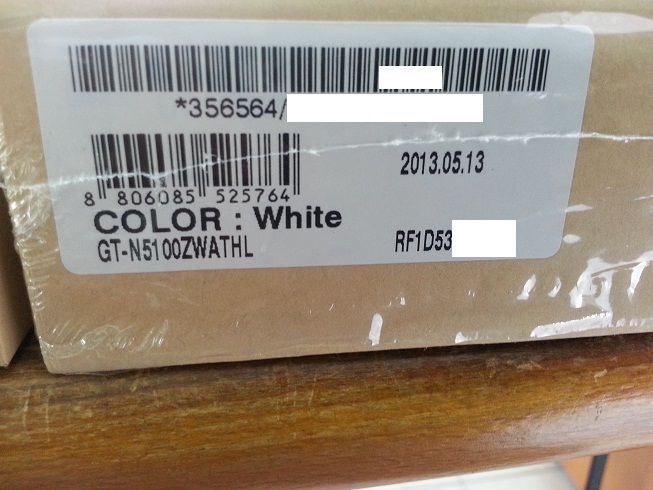 *356564/
2013.05.13
8 806085 525764
COLOR : White
GT-N5100ZWATHL
RF1D53